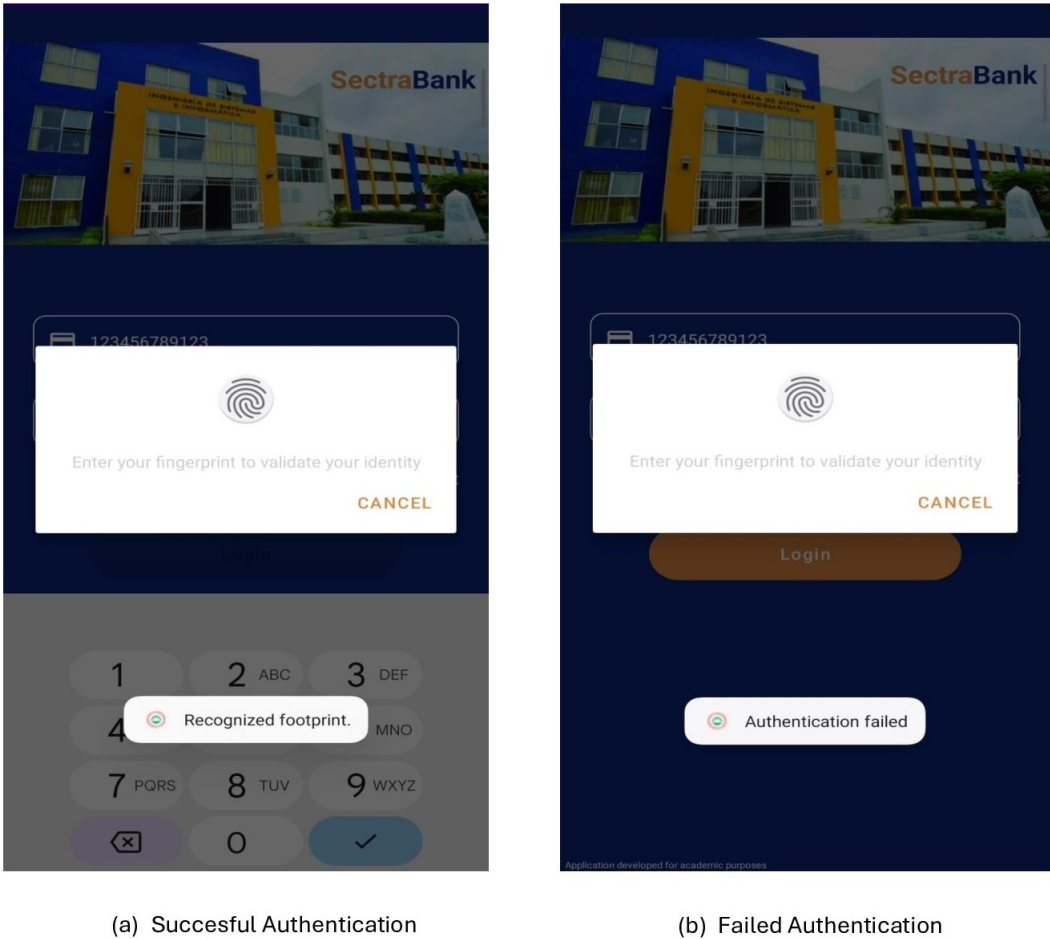 SectraBank
INGENIERÍA DE SISTEMAS
E INFORMÁTICA
123456789123
Enter your fingerprint to validate your identity
CANCEL
Login
1
2 ABC
3 DEF
Recognized footprint.
4
MNO
7 PQRS
8 TUV
9 WXYZ
0
(a) Succesful Authentication
SectraBank
INGENIERÍA DE SISTEMAS
E INFORMÁTICA
123456789123
Enter your fingerprint to validate your identity
CANCEL
Login
Authentication failed
Application developed for academic purposes
(b) Failed Authentication